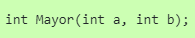 int Mayor(int a, int b);